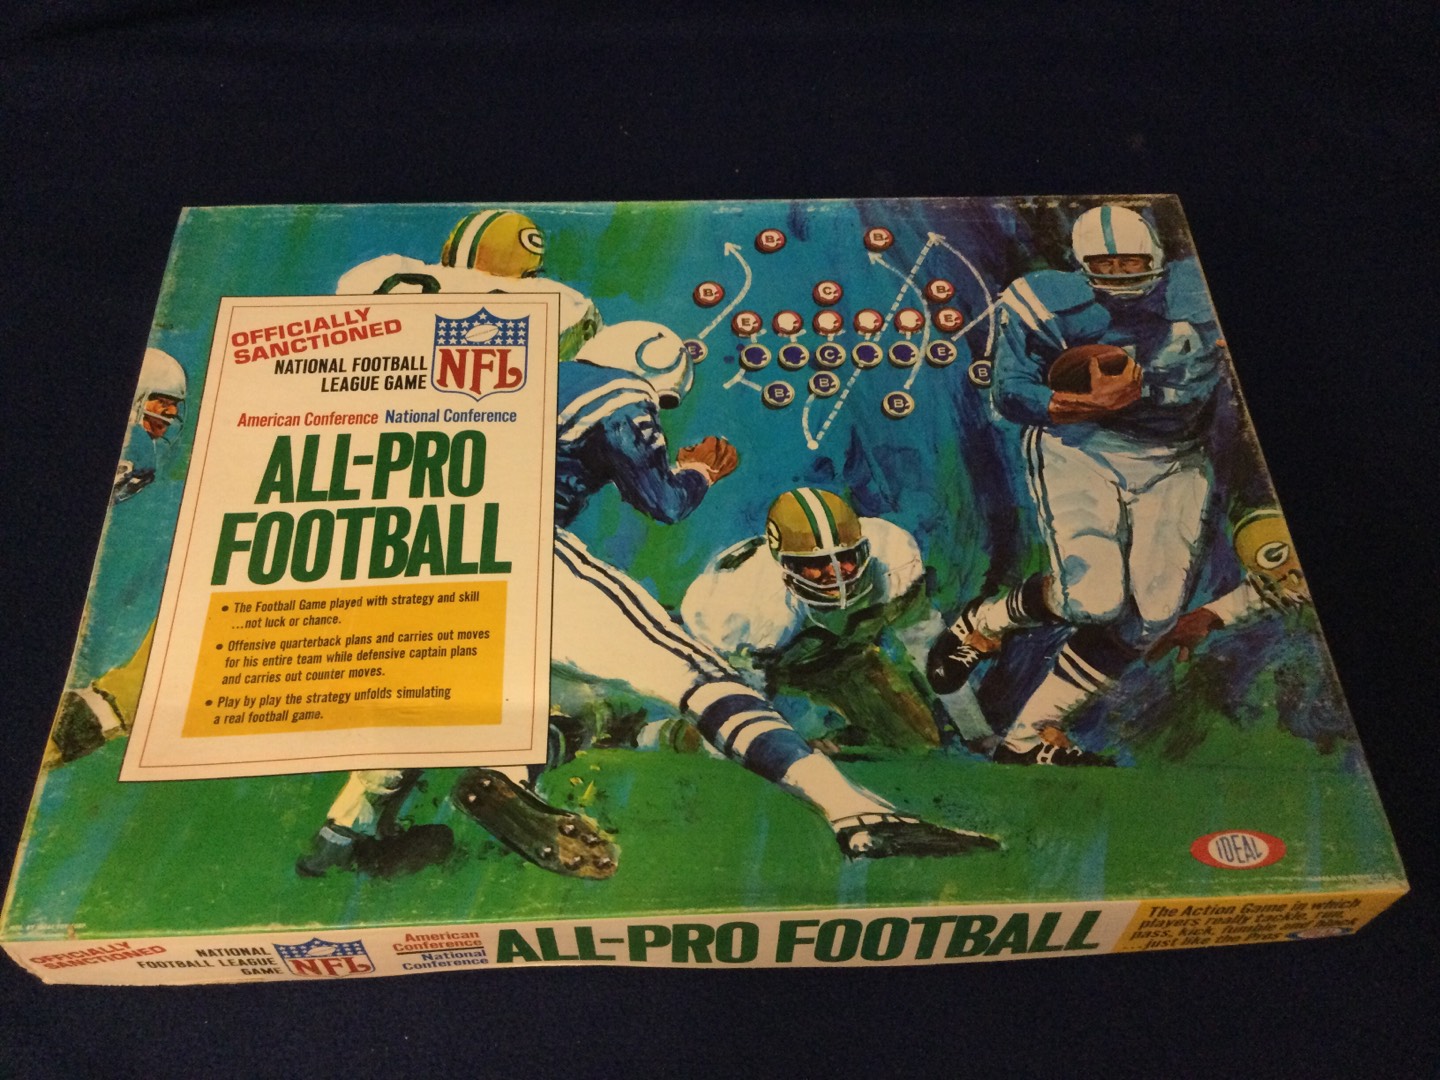 OFFICIALLY
SANCTIONED
NATIONAL FOOTBALL
LEAGUE GAME
NFL
American Conference National Conference
ALL-PRO
FOOTBALL
• The Football Game played with strategy and skill
...not luck or chance.
• Offensive quarterback plans and carries out moves
for his entire team while defensive captain plans
and carries out counter moves.
• Play by play the strategy unfolds simulating
a real football game.
B B
B C B
E E
E C E
B B B B
G
G
IDEAL
OFFICIALLY
SANCTIONED
NATIONAL
FOOTBALL LEAGUE
GAME
NFL
American
Conference
National
Conference
ALL-PRO FOOTBALL
The Action Game in which
players really tackle, run,
pass, kick, fumble and block
...just like the Pros